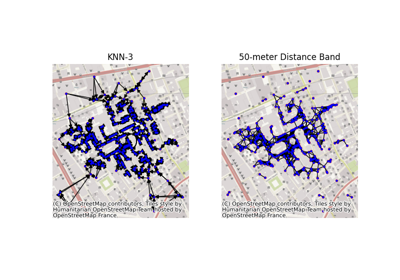 KNN-3
50-meter Distance Band
(C) OpenStreetMap contributors, Tiles style by
Humanitarian OpenStreetMap Team hosted by
OpenStreetMap France
(C) OpenStreetMap contributors, Tiles style by
Humanitarian OpenStreetMap Team hosted by
OpenStreetMap France